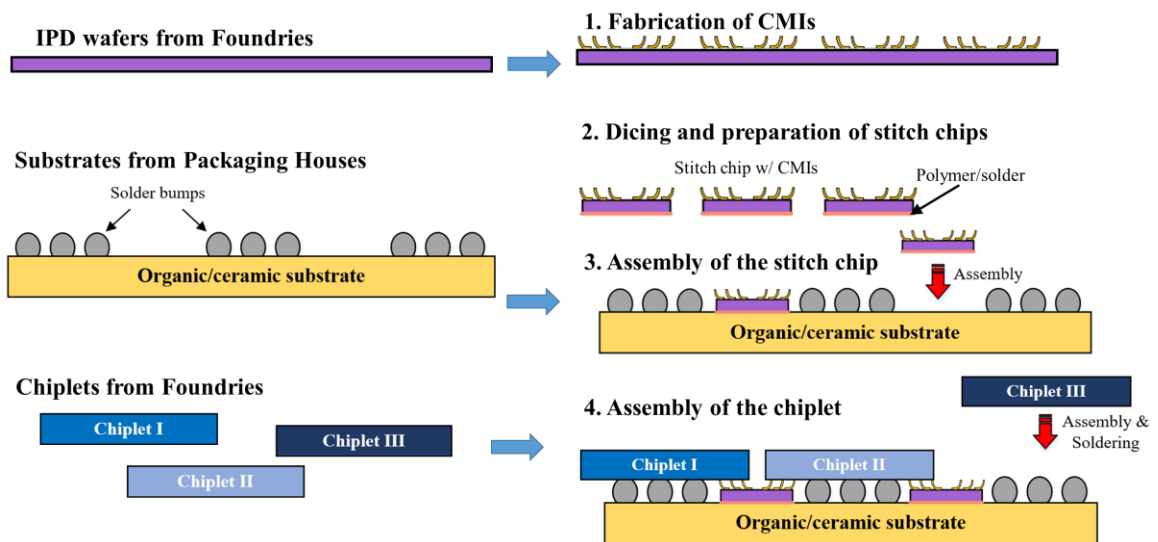 IPD wafers from Foundries
1. Fabrication of CMIs
2. Dicing and preparation of stitch chips
Stitch chip w/ CMIs
Polymer/solder
Substrates from Packaging Houses
Solder bumps
Organic/ceramic substrate
3. Assembly of the stitch chip
Assembly
Organic/ceramic substrate
Chiplets from Foundries
Chiplet I
Chiplet III
Chiplet II
4. Assembly of the chiplet
Chiplet III
Assembly &
Soldering
Chiplet I
Chiplet II
Organic/ceramic substrate